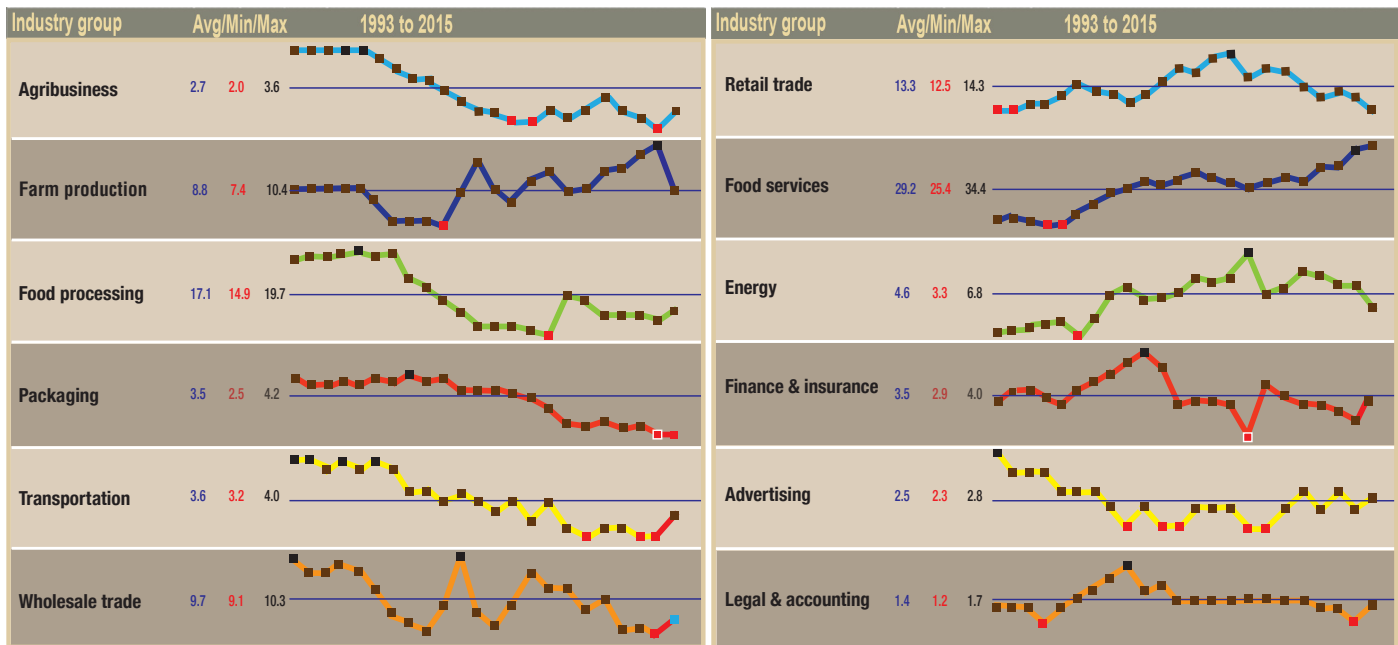 Industry group Avg/Min/Max 1993 to 2015
Agribusiness 2.7 2.0 3.6
Farm production 8.8 7.4 10.4
Food processing 17.1 14.9 19.7
Packaging 3.5 2.5 4.2
Transportation 3.6 3.2 4.0
Wholesale trade 9.7 9.1 10.3
Industry group Avg/Min/Max 1993 to 2015
Retail trade 13.3 12.5 14.3
Food services 29.2 25.4 34.4
Energy 4.6 3.3 6.8
Finance & insurance 3.5 2.9 4.0
Advertising 2.5 2.3 2.8
Legal & accounting 1.4 1.2 1.7